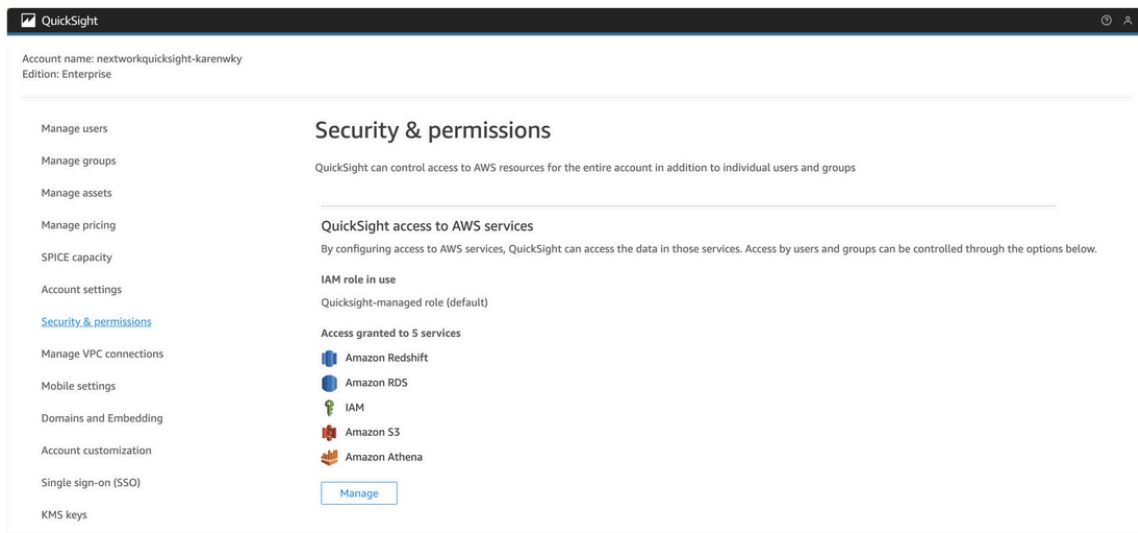 QuickSight
Account name: nextworkquicksight-karenwky
Edition: Enterprise
Manage users
Manage groups
Manage assets
Manage pricing
SPICE capacity
Account settings
Security & permissions
Manage VPC connections
Mobile settings
Domains and Embedding
Account customization
Single sign-on (SSO)
KMS keys
Security & permissions
QuickSight can control access to AWS resources for the entire account in addition to individual users and groups
QuickSight access to AWS services
By configuring access to AWS services, QuickSight can access the data in those services. Access by users and groups can be controlled through the options below.
IAM role in use
Quicksight-managed role (default)
Access granted to 5 services
Amazon Redshift
Amazon RDS
IAM
Amazon S3
Amazon Athena
Manage